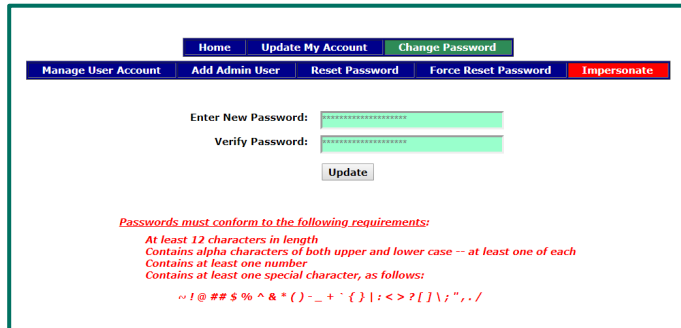 Home Update My Account Change Password
Manage User Account Add Admin User Reset Password Force Reset Password Impersonate
Enter New Password: ********************
Verify Password: ********************
Update
Passwords must conform to the following requirements:
At least 12 characters in length
Contains alpha characters of both upper and lower case -- at least one of each
Contains at least one number
Contains at least one special character, as follows:
~ ! @ ## $ % ^ & * ( ) - _ + ` { } | : < > ? [ ] \ ; " , . /